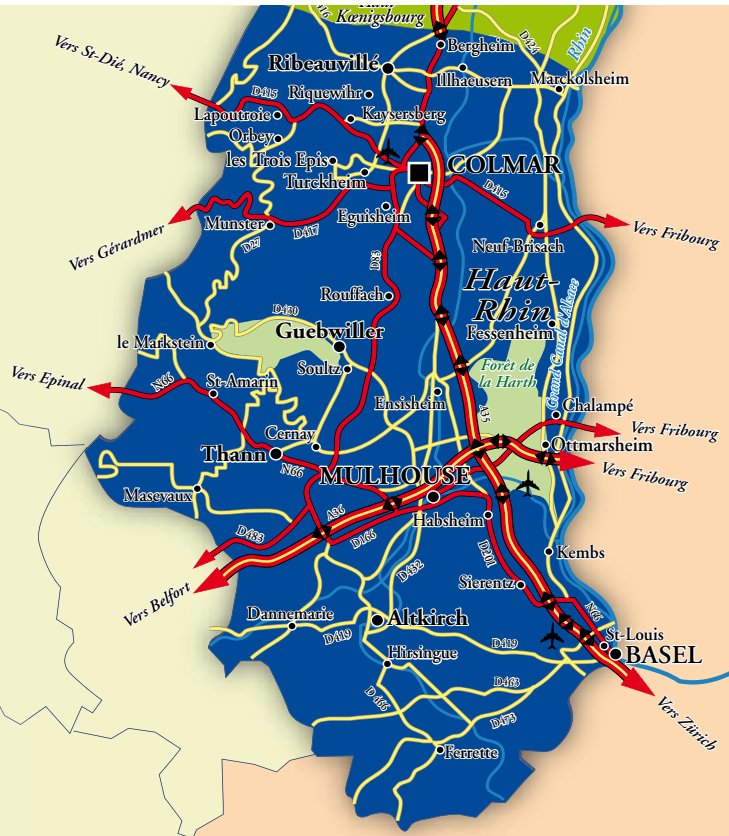 Haut
Kœnigsbourg
D416
D424
Rhin
Bergheim
Vers St-Dié, Nancy
Ribeauvillé
Illhaeusern
Marckolsheim
Riquewihr
D415
Lapoutroie
Kaysersberg
Orbey
les Trois Epis
COLMAR
Turckheim
D415
Eguisheim
Munster
D417
Vers Gérardmer
D27
Neuf-Brisach
Vers Fribourg
D83
Haut-
Rhin
Rouffach
Grand Canal d'Alsace
D430
Guebwiller
Fessenheim
le Markstein
Soultz
Forêt de
la Harth
Vers Epinal
N66
St-Amarin
Ensisheim
A35
Chalampé
Cernay
Vers Fribourg
Thann
Ottmarsheim
N66
MULHOUSE
Vers Fribourg
Masevaux
A36
Habsheim
D483
D166
D201
Kembs
D432
Sierentz
Vers Belfort
N66
Dannemarie
Altkirch
D419
D419
St-Louis
BASEL
Hirsingue
D463
D466
D473
Vers Zürich
Ferrette